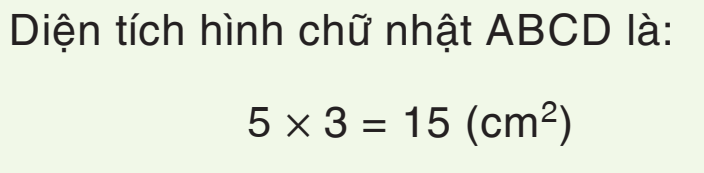 Diện tích hình chữ nhật ABCD là:
5 × 3 = 15 (cm²)